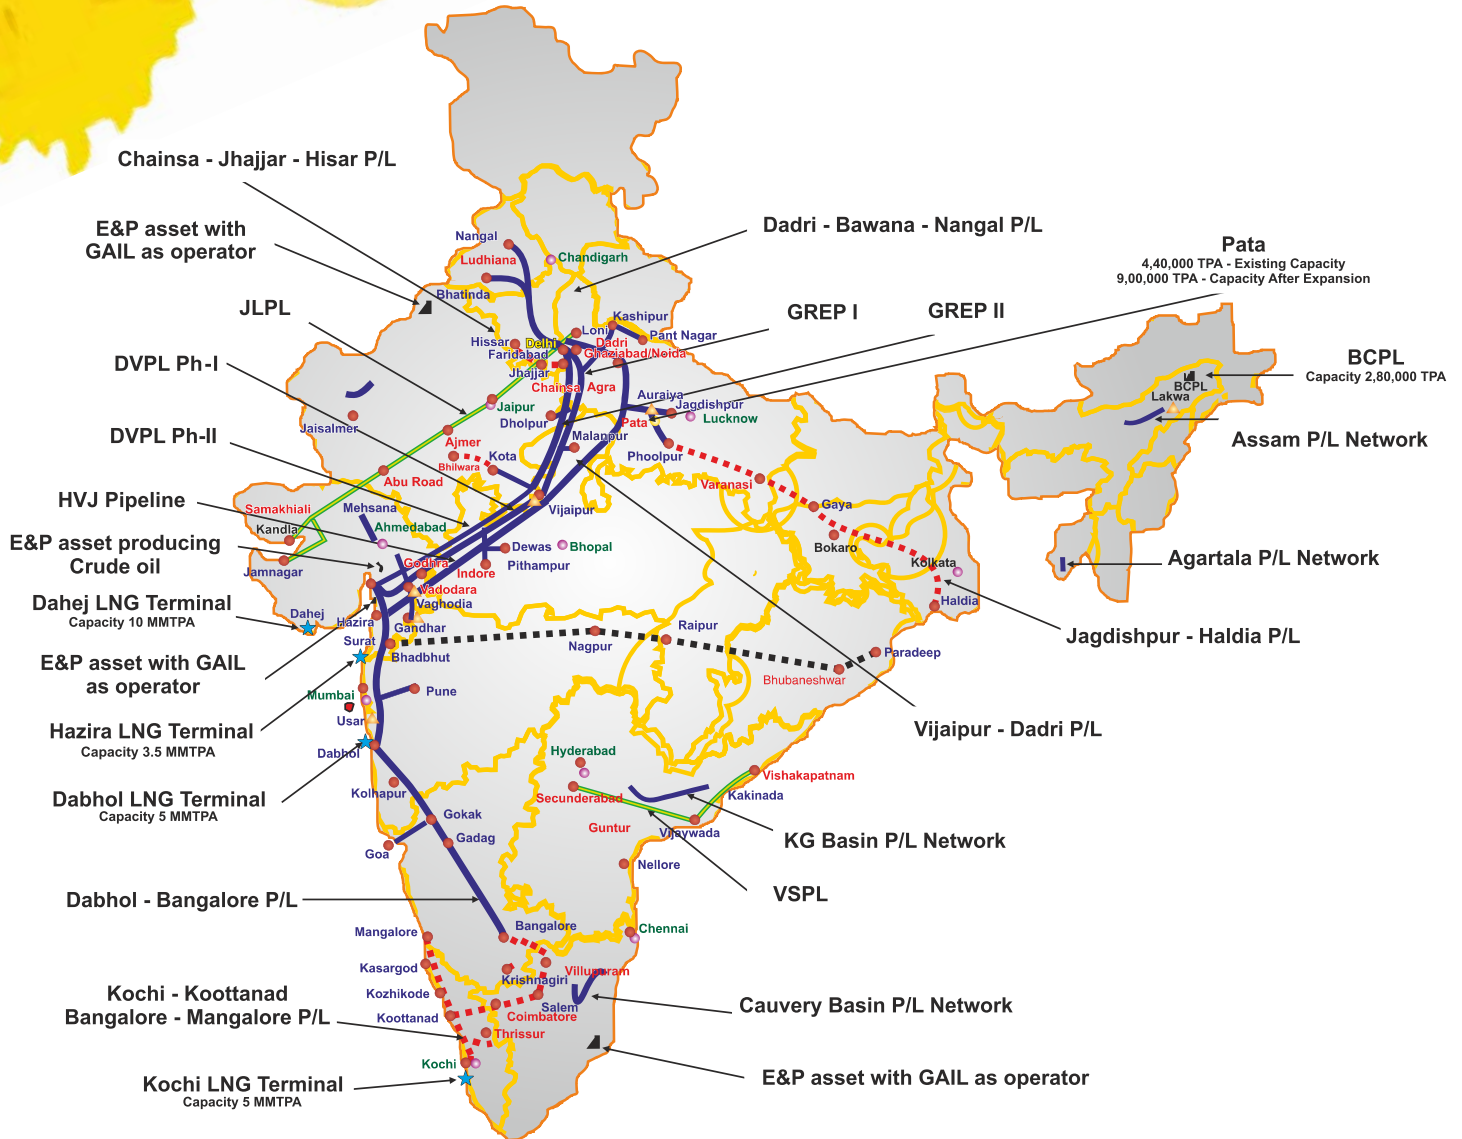 Chainsa - Jhajjar - Hisar P/L
E&P asset with
GAIL as operator
JLPL
DVPL Ph-I
DVPL Ph-II
HVJ Pipeline
E&P asset producing
Crude oil
Dahej LNG Terminal
Capacity 10 MMTPA
E&P asset with GAIL
as operator
Hazira LNG Terminal
Capacity 3.5 MMTPA
Dabhol LNG Terminal
Capacity 5 MMTPA
Dabhol - Bangalore P/L
Kochi - Koottanad
Bangalore - Mangalore P/L
Kochi LNG Terminal
Capacity 5 MMTPA
Dadri - Bawana - Nangal P/L
Pata
4,40,000 TPA - Existing Capacity
9,00,000 TPA - Capacity After Expansion
GREP I
GREP II
BCPL
Capacity 2,80,000 TPA
BCPL
Lakwa
Assam P/L Network
Agartala P/L Network
Jagdishpur - Haldia P/L
Vijaipur - Dadri P/L
KG Basin P/L Network
VSPL
Cauvery Basin P/L Network
E&P asset with GAIL as operator
Nangal
Ludhiana
Chandigarh
Bhatinda
Kashipur
Loni
Pant Nagar
Hissar
Delhi
Dadri
Faridabad
Ghaziabad/Noida
Jhajjar
Chainsa
Agra
Auraiya
Jagdishpur
Jaipur
Lucknow
Dholpur
Pata
Jaisalmer
Malanpur
Ajmer
Kota
Phoolpur
Bhilwara
Abu Road
Varanasi
Samakhiali
Mehsana
Vijaipur
Gaya
Kandla
Ahmedabad
Dewas
Bhopal
Bokaro
Jamnagar
Godhra
Indore
Pithampur
Kolkata
Vadodara
Vaghodia
Haldia
Dahej
Hazira
Gandhar
Raipur
Surat
Bhadbhut
Nagpur
Paradeep
Bhubaneshwar
Mumbai
Pune
Usar
Dabhol
Hyderabad
Vishakapatnam
Kolhapur
Secunderabad
Kakinada
Gokak
Guntur
Vijaywada
Gadag
Goa
Nellore
Bangalore
Chennai
Mangalore
Kasargod
Villupuram
Krishnagiri
Kozhikode
Salem
Koottanad
Coimbatore
Thrissur
Kochi